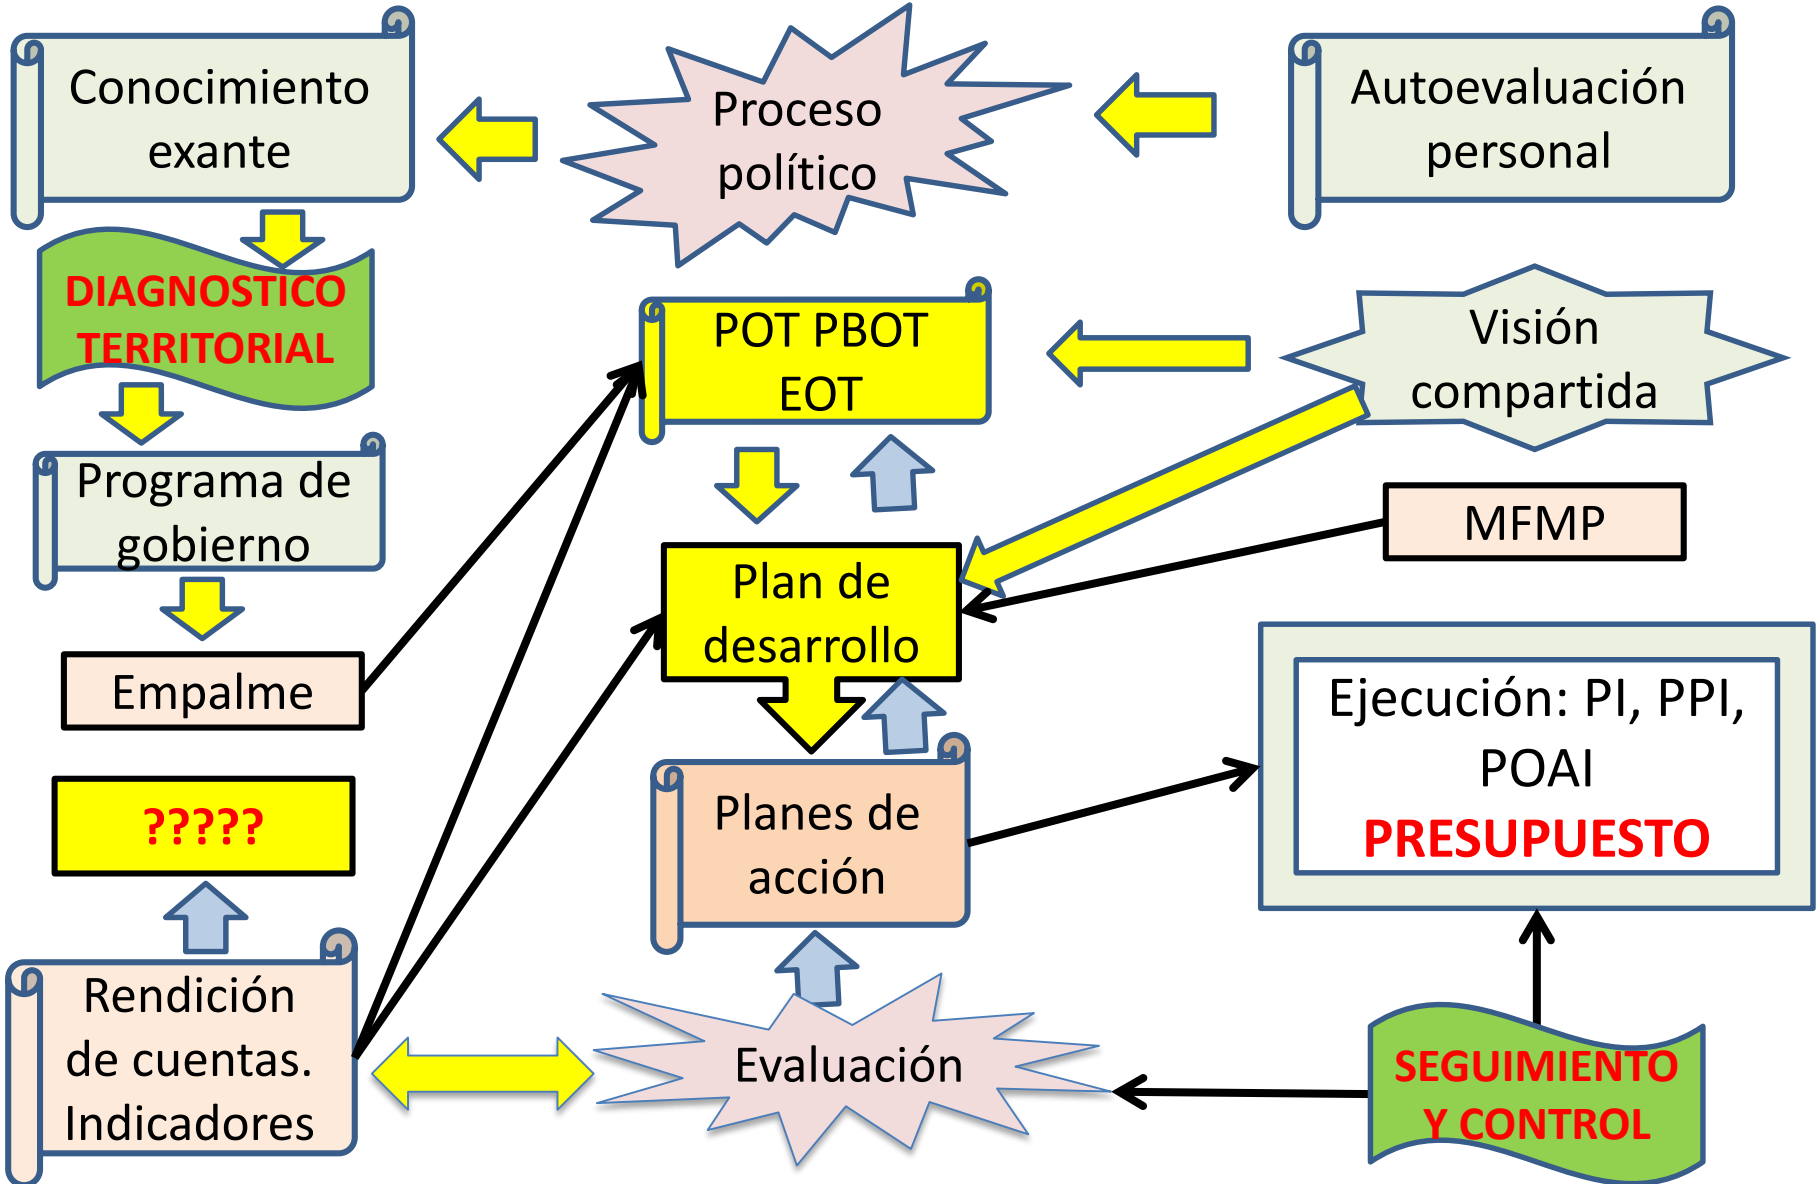 Conocimiento
exante
Proceso
político
Autoevaluación
personal
DIAGNOSTICO
TERRITORIAL
POT PBOT
EOT
Visión
compartida
Programa de
gobierno
MFMP
Plan de
desarrollo
Empalme
Ejecución: PI, PPI,
POAI
PRESUPUESTO
?????
Planes de
acción
Rendición
de cuentas.
Indicadores
Evaluación
SEGUIMIENTO
Y CONTROL